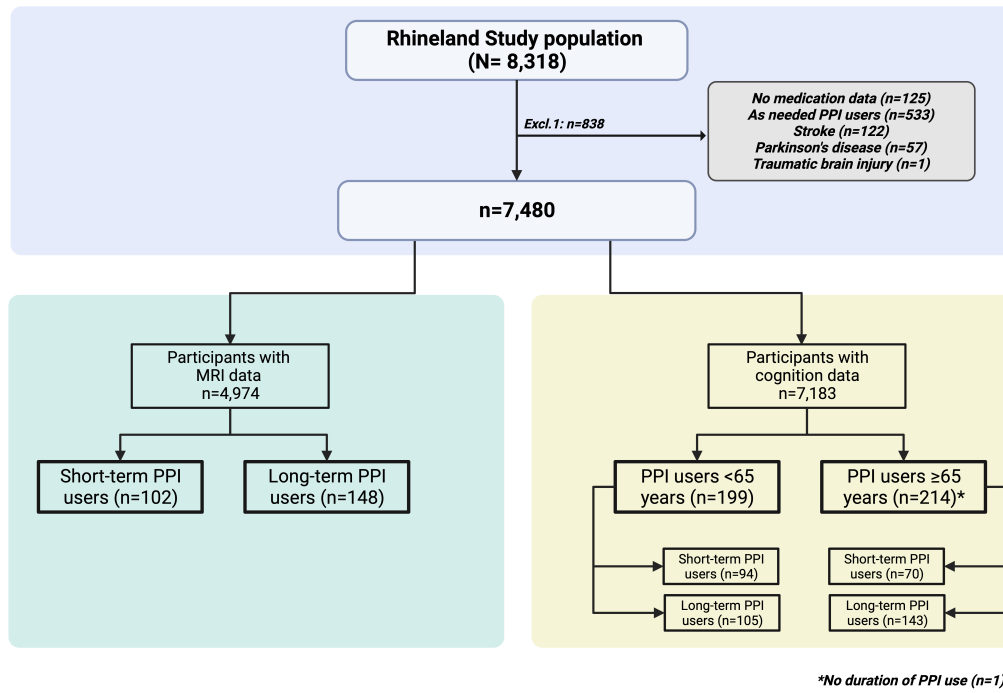 Rhineland Study population
(N= 8,318)
Excl.1: n=838
No medication data (n=125)
As needed PPI users (n=533)
Stroke (n=122)
Parkinson's disease (n=57)
Traumatic brain injury (n=1)
n=7,480
Participants with
MRI data
n=4,974
Short-term PPI
users (n=102)
Long-term PPI
users (n=148)
Participants with
cognition data
n=7,183
PPI users <65
years (n=199)
PPI users ≥65
years (n=214)*
Short-term PPI
users (n=94)
Long-term PPI
users (n=105)
Short-term PPI
users (n=70)
Long-term PPI
users (n=143)
*No duration of PPI use (n=1)